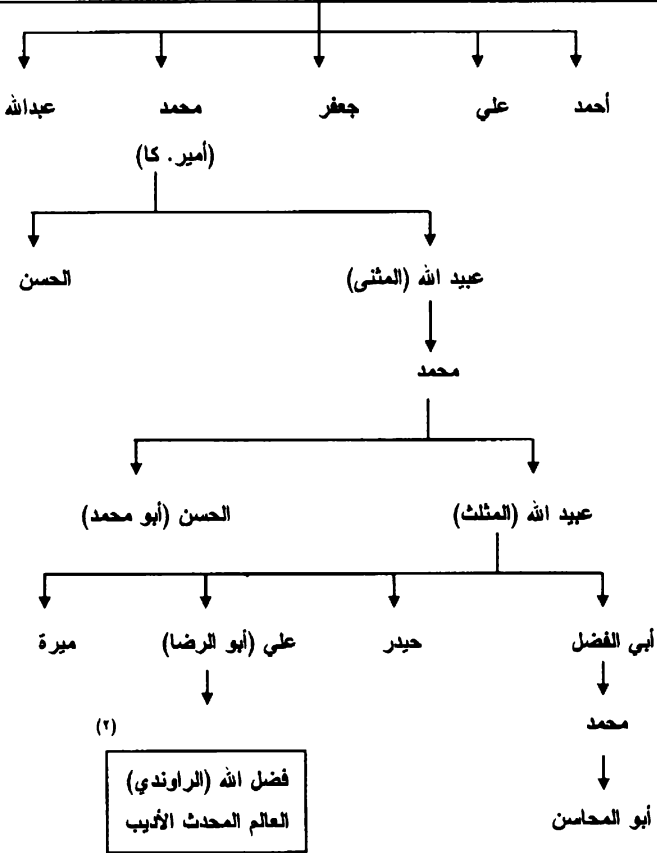 أحمد علي جعفر محمد عبدالله
(أمير. كا)
عبيد الله (المثنى) الحسن
محمد
عبيد الله (المثلث) الحسن (أبو محمد)
أبي الفضل حيدر علي (أبو الرضا) ميرة
محمد (٢)
فضل الله (الراوندي)
أبو المحاسن العالم المحدث الأديب